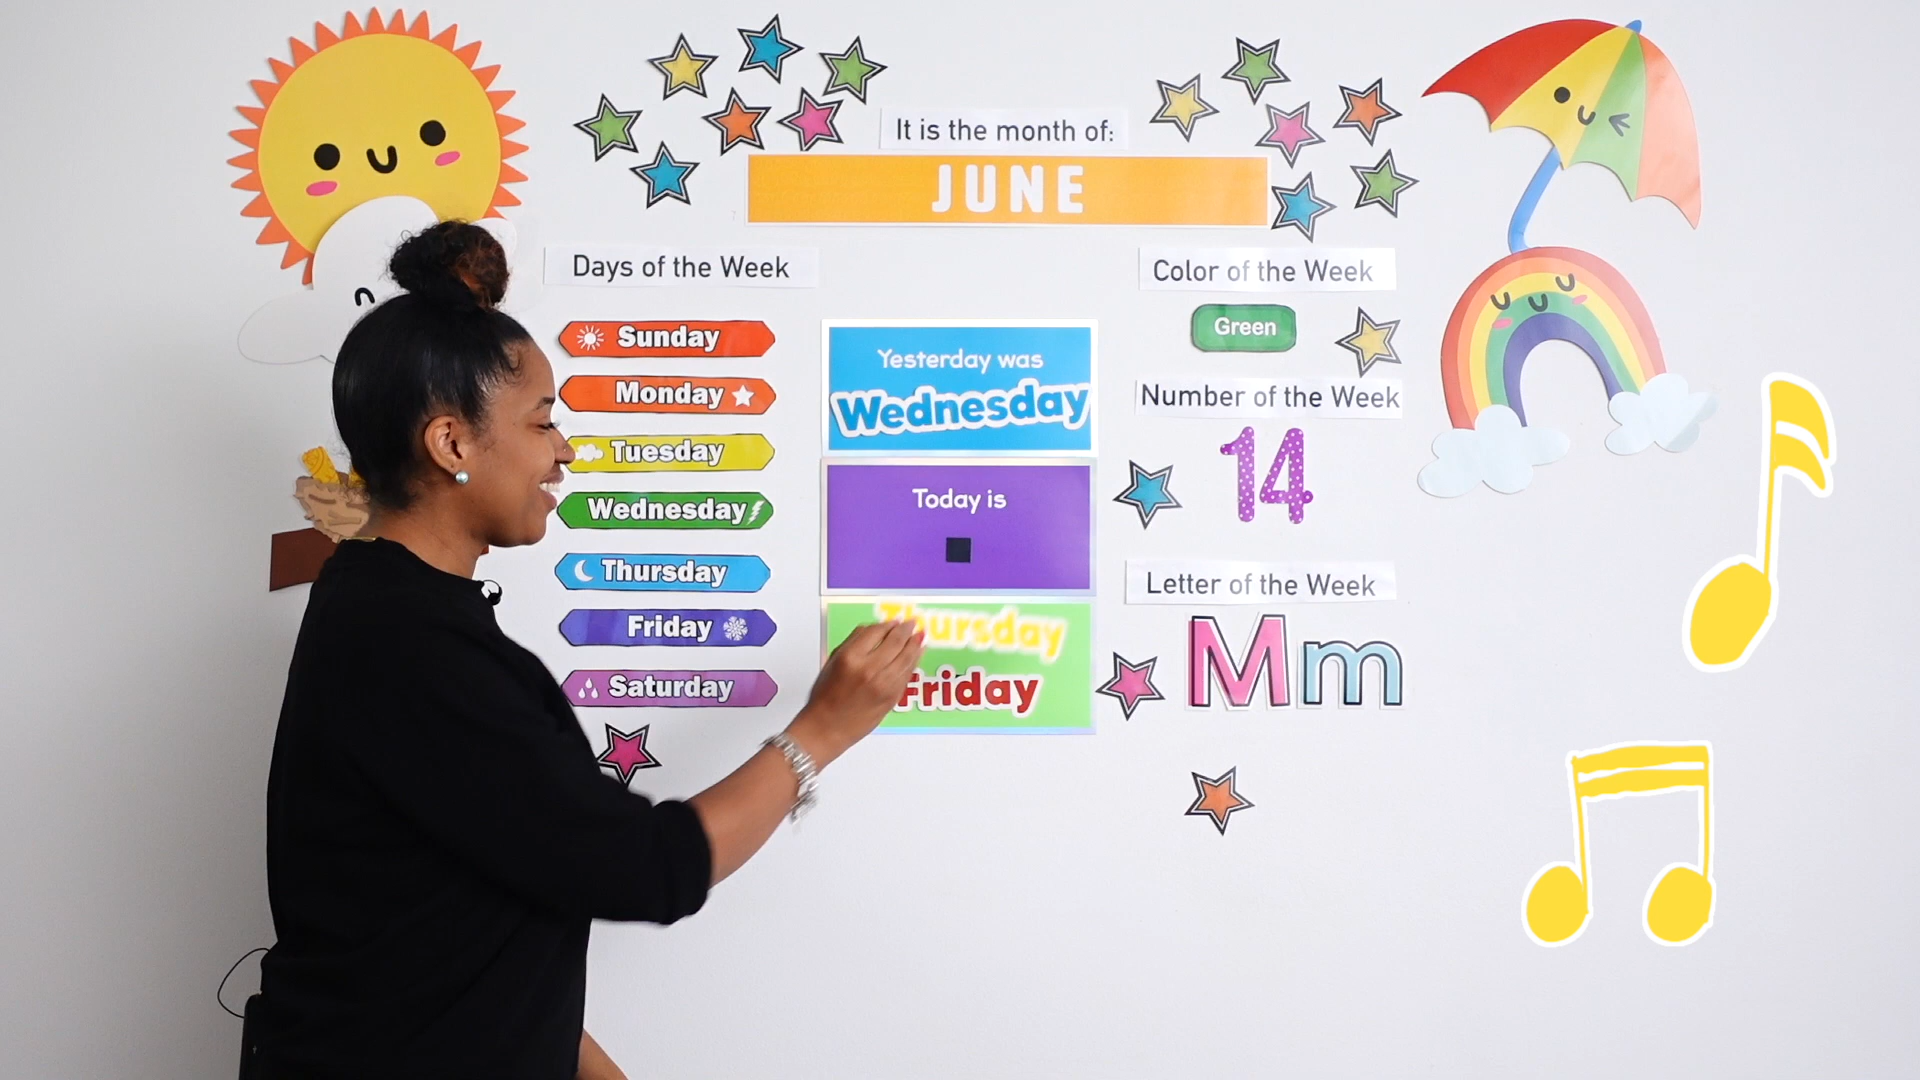 It is the month of:
JUNE
Days of the Week
Sunday
Monday
Tuesday
Wednesday
Thursday
Friday
Saturday
Yesterday was
Wednesday
Today is
Thursday
Friday
Color of the Week
Green
Number of the Week
14
Letter of the Week
Mm